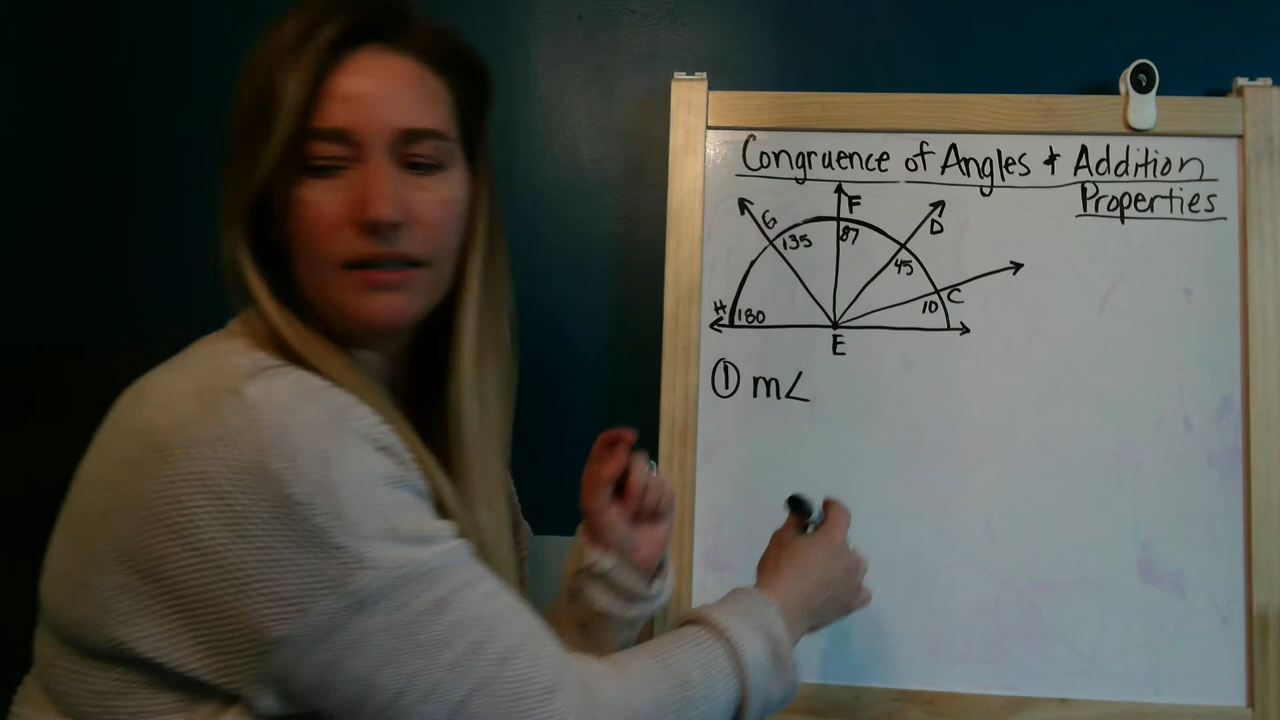 Congruence of Angles & Addition
Properties
G
F
D
135
87
45
C
H
180
10
E
① m∠